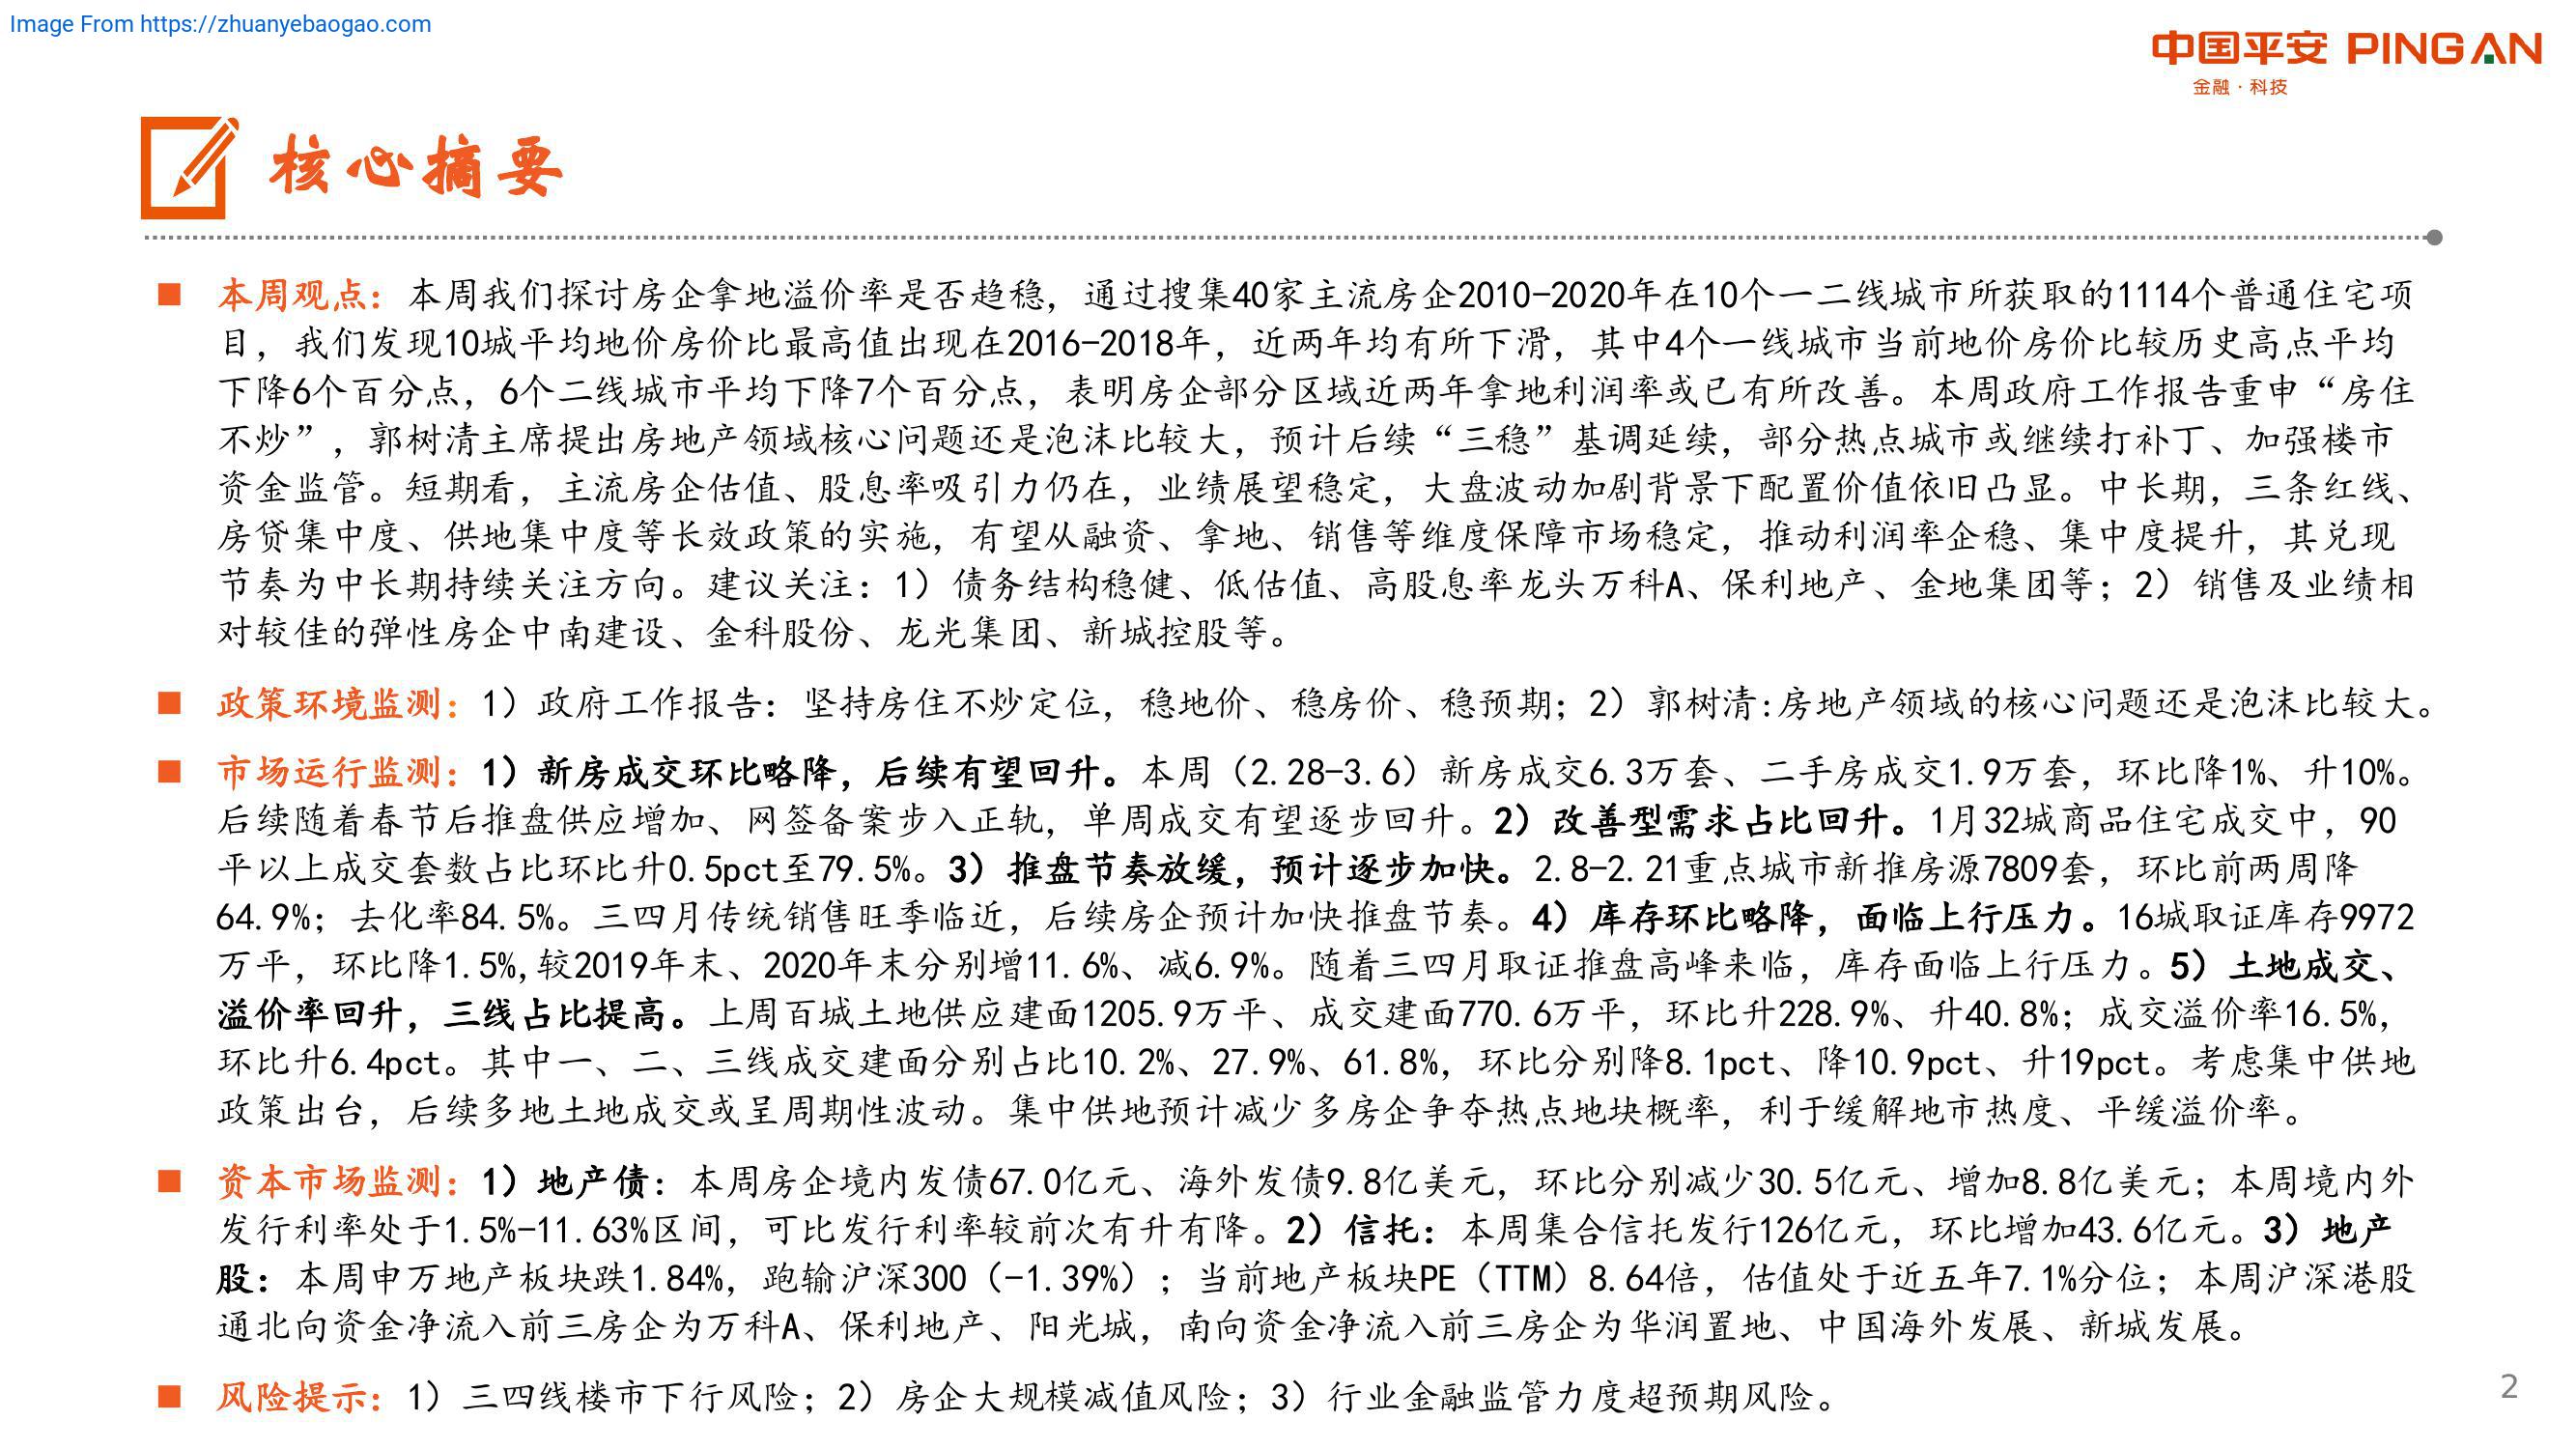 Image From https://zhuanyebaogao.com
中国平安 PINGAN
金融·科技
核心摘要
■ 本周观点：本周我们探讨房企拿地溢价率是否趋稳，通过搜集40家主流房企2010-2020年在10个一二线城市所获取的1114个普通住宅项
目，我们发现10城平均地价房价比最高值出现在2016-2018年，近两年均有所下滑，其中4个一线城市当前地价房价比较历史高点平均
下降6个百分点，6个二线城市平均下降7个百分点，表明房企部分区域近两年拿地利润率或已有所改善。本周政府工作报告重申“房住
不炒”，郭树清主席提出房地产领域核心问题还是泡沫比较大，预计后续“三稳”基调延续，部分热点城市或继续打补丁、加强楼市
资金监管。短期看，主流房企估值、股息率吸引力仍在，业绩展望稳定，大盘波动加剧背景下配置价值依旧凸显。中长期，三条红线、
房贷集中度、供地集中度等长效政策的实施，有望从融资、拿地、销售等维度保障市场稳定，推动利润率企稳、集中度提升，其兑现
节奏为中长期持续关注方向。建议关注：1）债务结构稳健、低估值、高股息率龙头万科A、保利地产、金地集团等；2）销售及业绩相
对较佳的弹性房企中南建设、金科股份、龙光集团、新城控股等。
■ 政策环境监测：1）政府工作报告：坚持房住不炒定位，稳地价、稳房价、稳预期；2）郭树清:房地产领域的核心问题还是泡沫比较大。
■ 市场运行监测：1）新房成交环比略降，后续有望回升。本周（2.28-3.6）新房成交6.3万套、二手房成交1.9万套，环比降1%、升10%。
后续随着春节后推盘供应增加、网签备案步入正轨，单周成交有望逐步回升。2）改善型需求占比回升。1月32城商品住宅成交中，90
平以上成交套数占比环比升0.5pct至79.5%。3）推盘节奏放缓，预计逐步加快。2.8-2.21重点城市新推房源7809套，环比前两周降
64.9%；去化率84.5%。三四月传统销售旺季临近，后续房企预计加快推盘节奏。4）库存环比略降，面临上行压力。16城取证库存9972
万平，环比降1.5%,较2019年末、2020年末分别增11.6%、减6.9%。随着三四月取证推盘高峰来临，库存面临上行压力。5）土地成交、
溢价率回升，三线占比提高。上周百城土地供应建面1205.9万平、成交建面770.6万平，环比升228.9%、升40.8%；成交溢价率16.5%，
环比升6.4pct。其中一、二、三线成交建面分别占比10.2%、27.9%、61.8%，环比分别降8.1pct、降10.9pct、升19pct。考虑集中供地
政策出台，后续多地土地成交或呈周期性波动。集中供地预计减少多房企争夺热点地块概率，利于缓解地市热度、平缓溢价率。
■ 资本市场监测：1）地产债：本周房企境内发债67.0亿元、海外发债9.8亿美元，环比分别减少30.5亿元、增加8.8亿美元；本周境内外
发行利率处于1.5%-11.63%区间，可比发行利率较前次有升有降。2）信托：本周集合信托发行126亿元，环比增加43.6亿元。3）地产
股：本周申万地产板块跌1.84%，跑输沪深300（-1.39%）；当前地产板块PE（TTM）8.64倍，估值处于近五年7.1%分位；本周沪深港股
通北向资金净流入前三房企为万科A、保利地产、阳光城，南向资金净流入前三房企为华润置地、中国海外发展、新城发展。
■ 风险提示：1）三四线楼市下行风险；2）房企大规模减值风险；3）行业金融监管力度超预期风险。
2